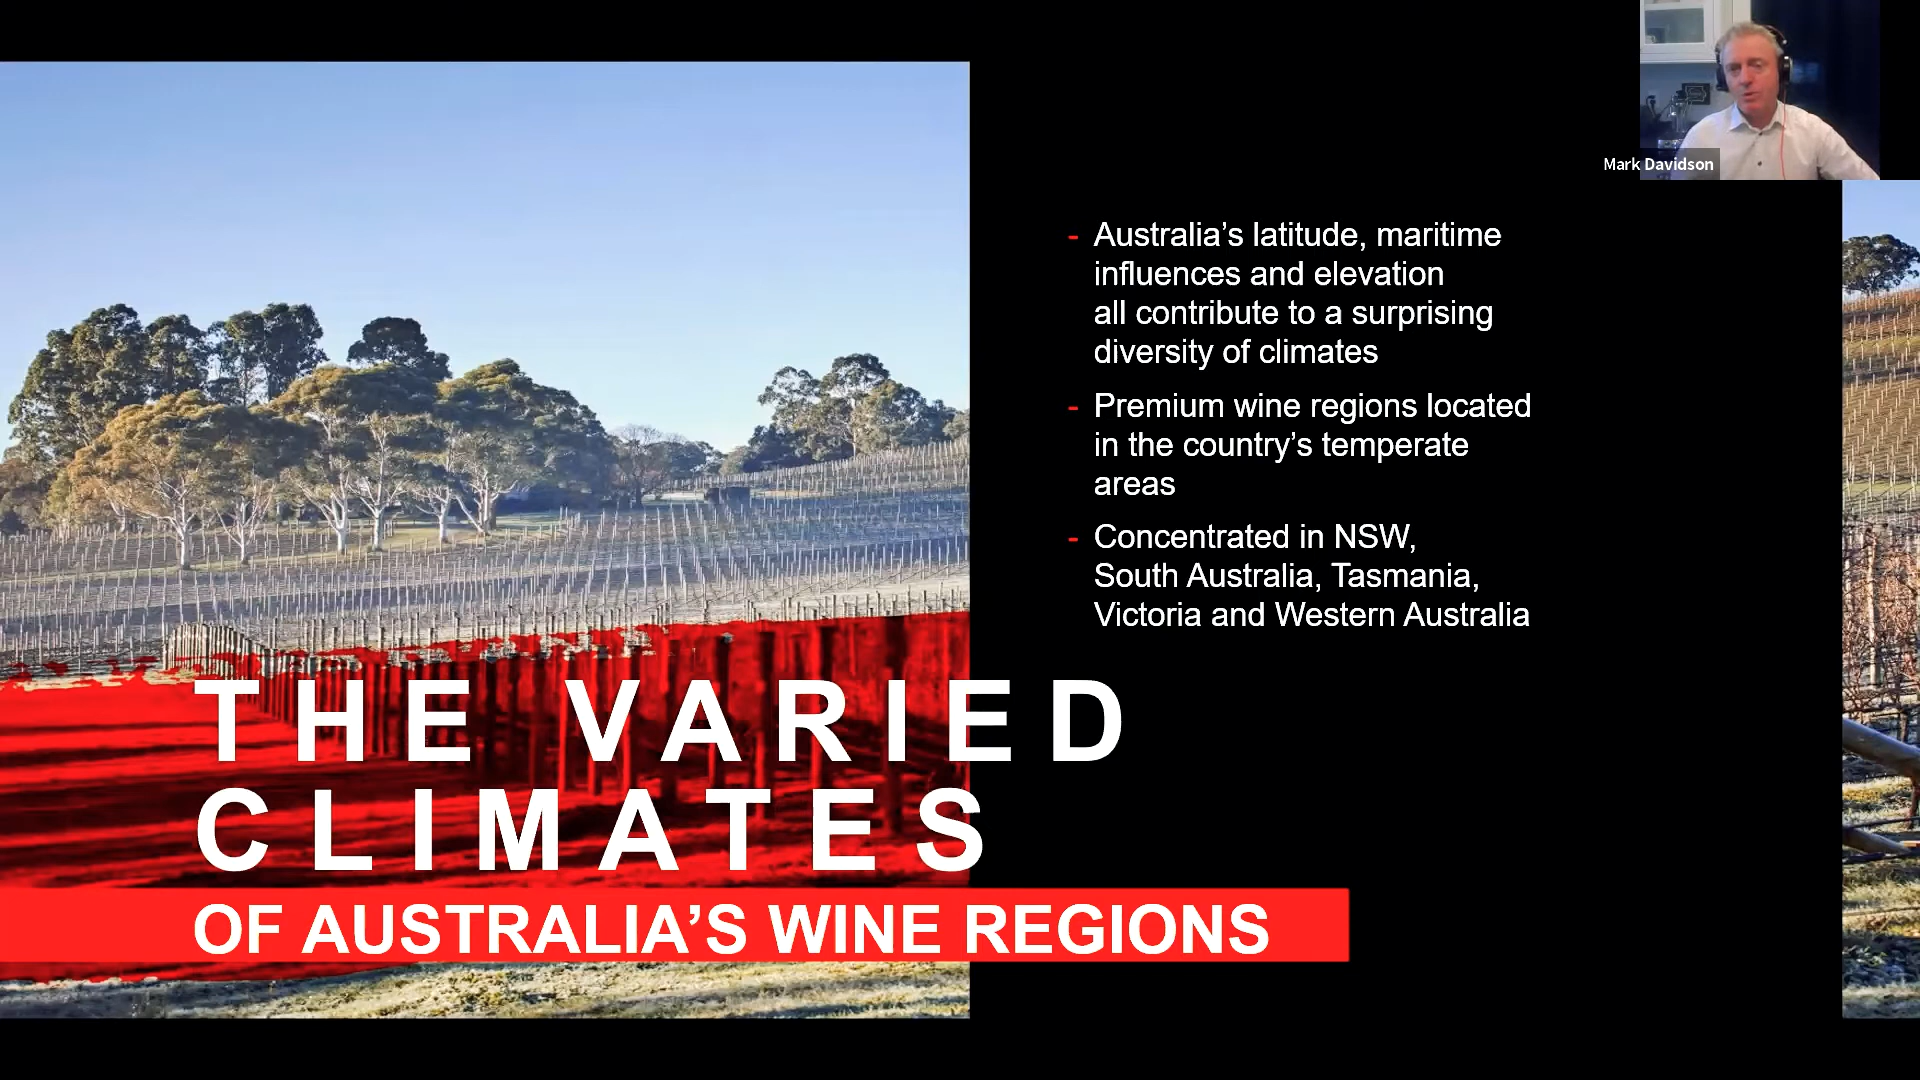 Mark Davidson
- Australia’s latitude, maritime
influences and elevation
all contribute to a surprising
diversity of climates
- Premium wine regions located
in the country’s temperate
areas
- Concentrated in NSW,
South Australia, Tasmania,
Victoria and Western Australia
THE VARIED
CLIMATES
OF AUSTRALIA’S WINE REGIONS